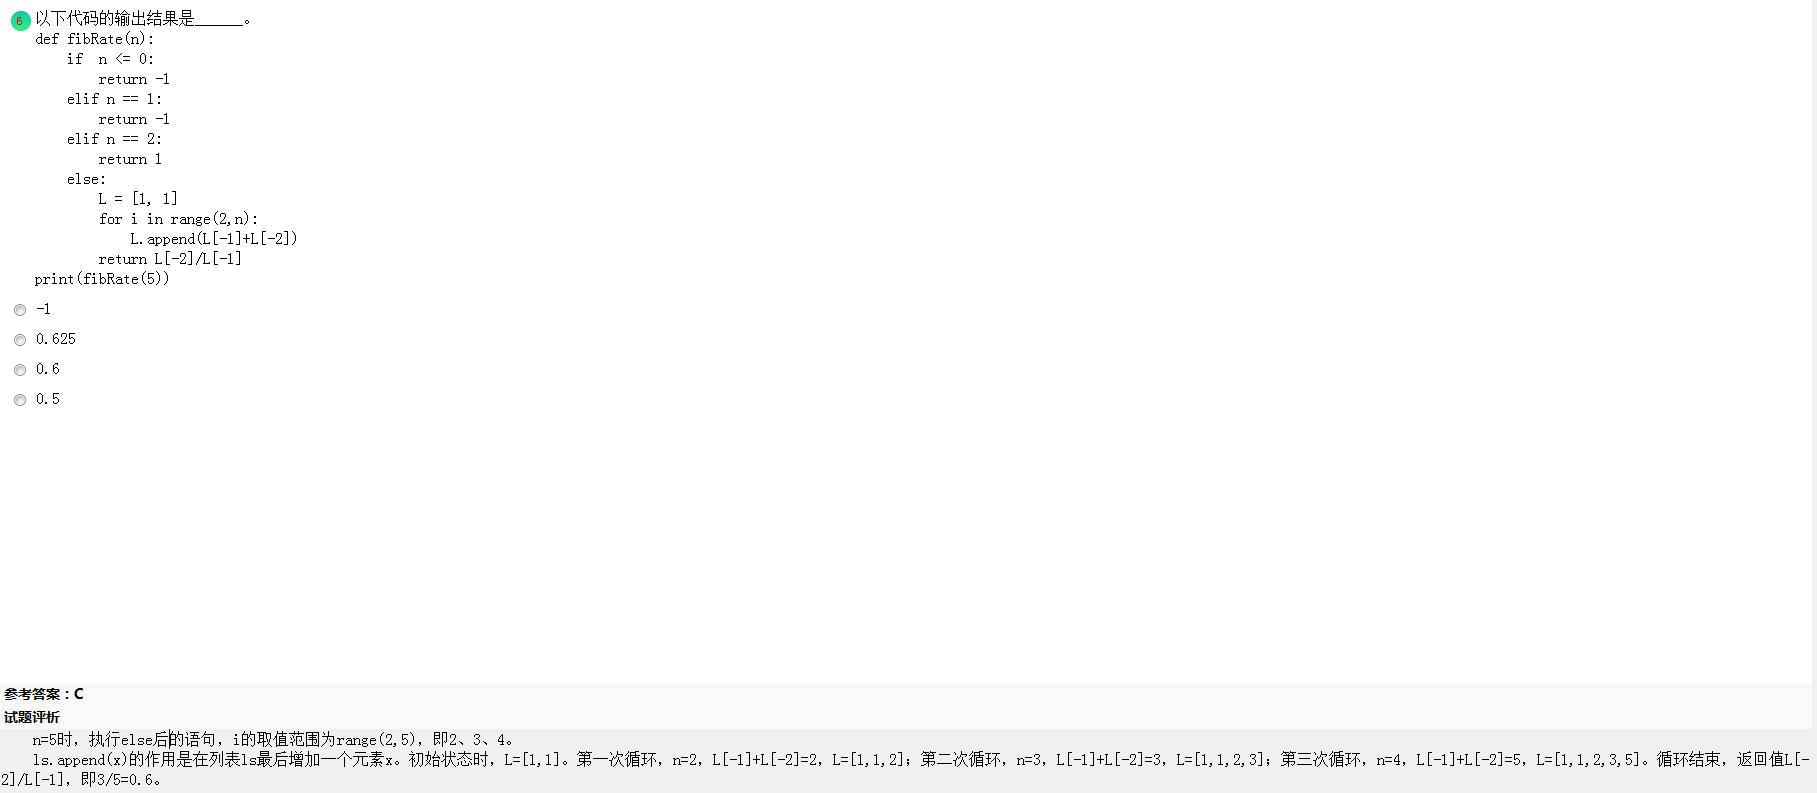 6 以下代码的输出结果是______。
def fibRate(n):
    if  n <= 0:
        return -1
    elif n == 1:
        return -1
    elif n == 2:
        return 1
    else:
        L = [1, 1]
        for i in range(2,n):
            L.append(L[-1]+L[-2])
        return L[-2]/L[-1]
print(fibRate(5))
-1
0.625
0.6
0.5
参考答案：C
试题评析
n=5时，执行else后的语句，i的取值范围为range(2,5)，即2、3、4。
ls.append(x)的作用是在列表ls最后增加一个元素x。初始状态时，L=[1,1]。第一次循环，n=2，L[-1]+L[-2]=2，L=[1,1,2]；第二次循环，n=3，L[-1]+L[-2]=3，L=[1,1,2,3]；第三次循环，n=4，L[-1]+L[-2]=5，L=[1,1,2,3,5]。循环结束，返回值L[-
2]/L[-1]，即3/5=0.6。